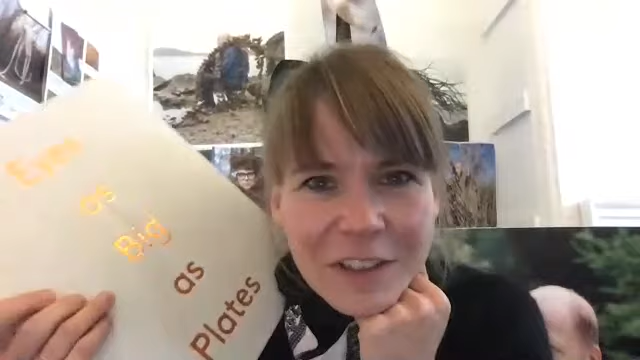 Eyes
as
Big
as
Plates